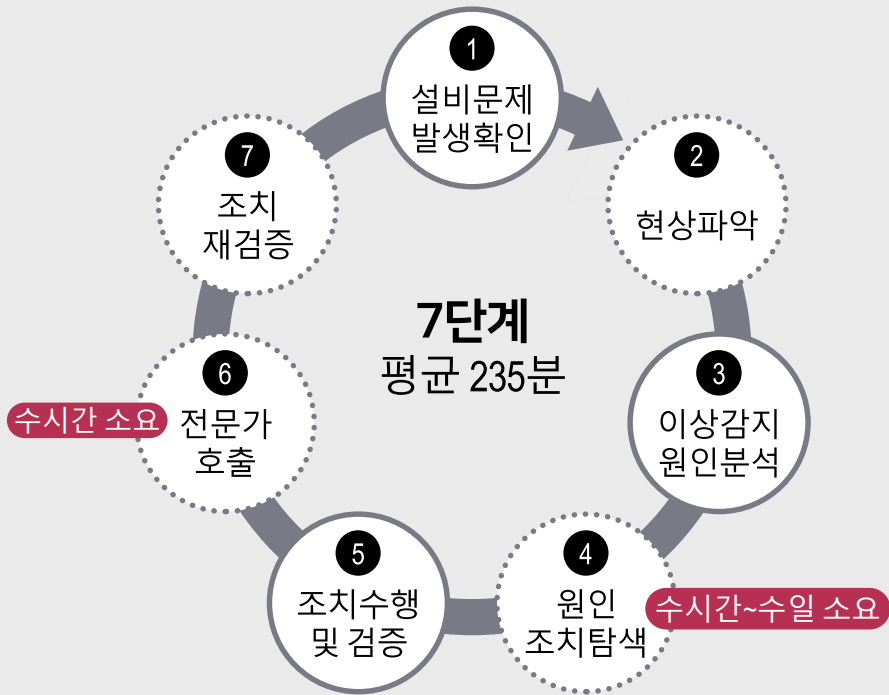 1
설비문제
발생확인
2
현상파악
3
이상감지
원인분석
4
원인
조치탐색
수시간~수일 소요
5
조치수행
및 검증
6
전문가
호출
수시간 소요
7
조치
재검증
7단계
평균 235분